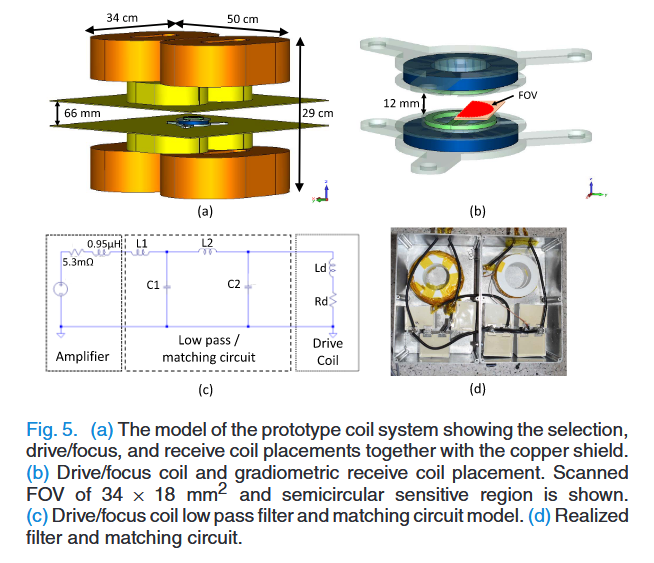 34 cm
50 cm
66 mm
29 cm
(a)
12 mm
FOV
(b)
0.95μH
L1
L2
5.3mΩ
C1
C2
Ld
Rd
Amplifier
Low pass /
matching circuit
Drive
Coil
(c)
(d)
Fig. 5. (a) The model of the prototype coil system showing the selection,
drive/focus, and receive coil placements together with the copper shield.
(b) Drive/focus coil and gradiometric receive coil placement. Scanned
FOV of 34 × 18 mm² and semicircular sensitive region is shown.
(c) Drive/focus coil low pass filter and matching circuit model. (d) Realized
filter and matching circuit.